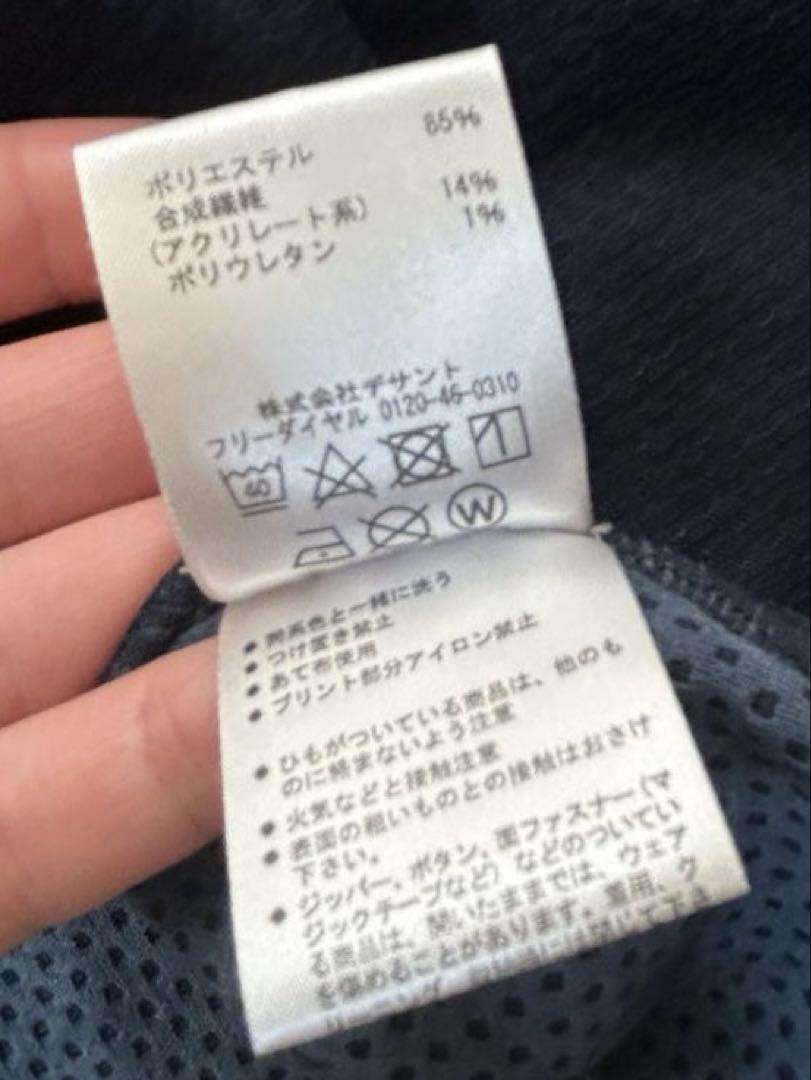 ポリエステル 85%
合成繊維
(アクリレート系) 14%
ポリウレタン 1%
株式会社デサント
フリーダイヤル 0120-46-0310
40
W
● 同系色と一緒に洗う
● つけ置き禁止
● あて布使用
● プリント部分アイロン禁止
● ひもがついている商品は、他のも
のに絡まないよう注意
● 火気などと接触注意
● 表面の粗いものとの接触はおさけ
下さい。
● ジッパー、ボタン、面ファスナー(マ
ジックテープなど)などのついてい
る商品は、開いたままでは、ウェア
を傷めることがあります。着用、ク
リーニング